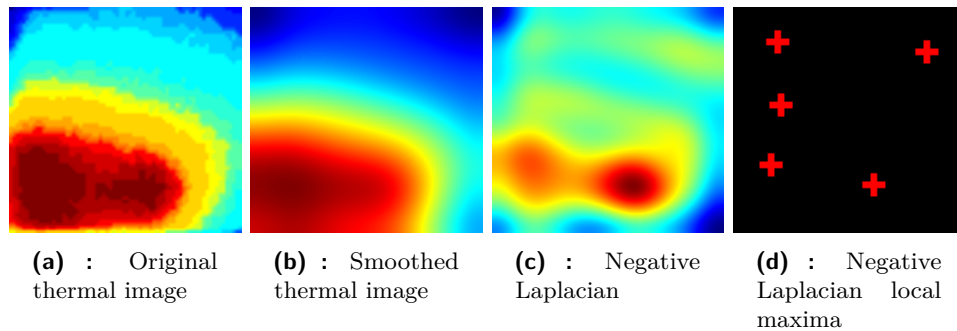 (a) : Original
thermal image
(b) : Smoothed
thermal image
(c) : Negative
Laplacian
(d) : Negative
Laplacian local
maxima